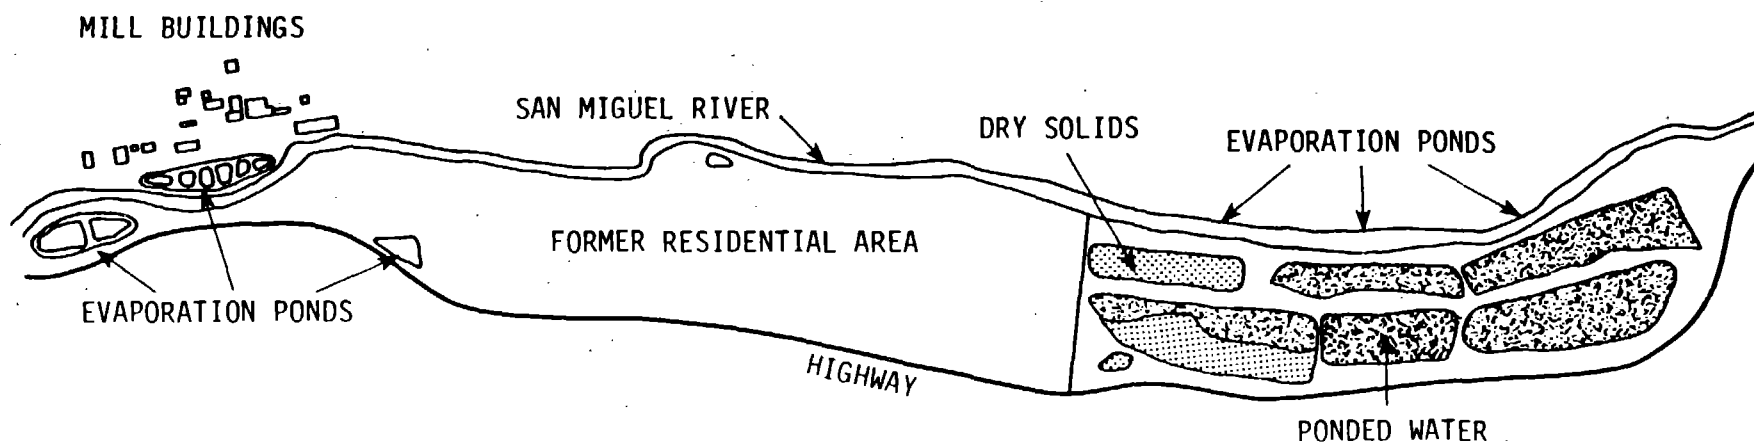 MILL BUILDINGS
SAN MIGUEL RIVER
DRY SOLIDS
EVAPORATION PONDS
FORMER RESIDENTIAL AREA
EVAPORATION PONDS
HIGHWAY
PONDED WATER